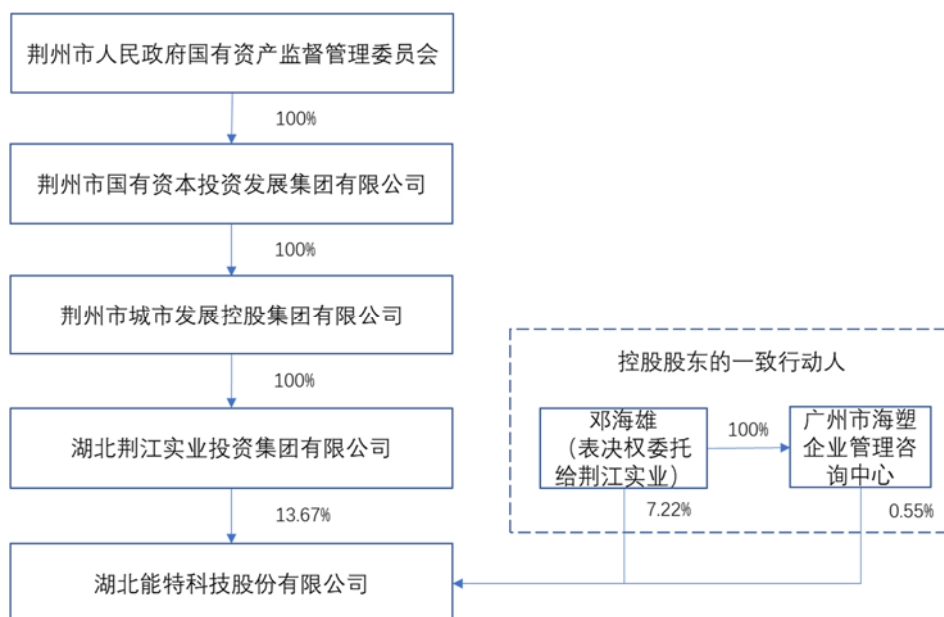 荆州市人民政府国有资产监督管理委员会
100%
荆州市国有资本投资发展集团有限公司
100%
荆州市城市发展控股集团有限公司
100%
湖北荆江实业投资集团有限公司
13.67%
湖北能特科技股份有限公司
控股股东的一致行动人
邓海雄
（表决权委托
给荆江实业）
100%
广州市海塑
企业管理咨
询中心
7.22%
0.55%